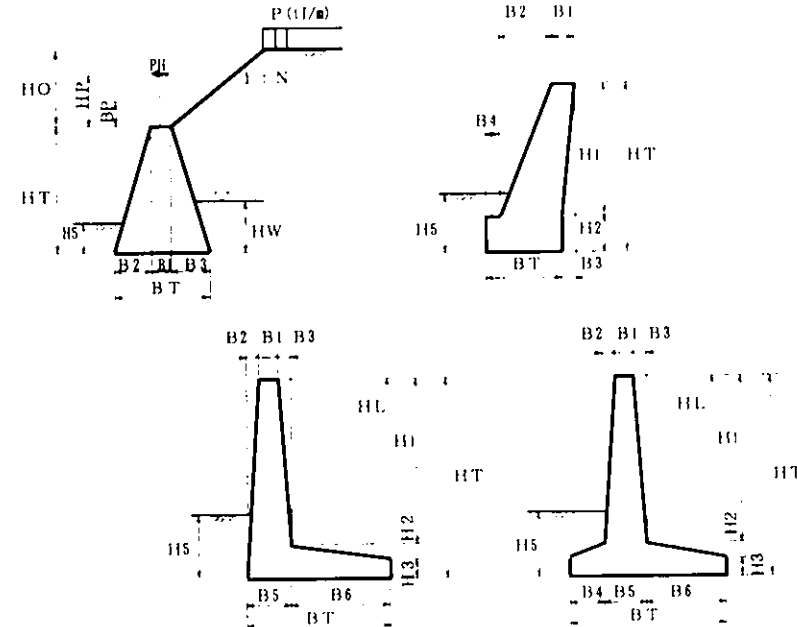 P (tf/m)
PH
1 : N
HO
HP
BP
HT
H5
HW
B2 B1 B3
BT
B2 B1
B4
H1
HT
H5
H2
BT
B3
B2 B1 B3
HL
H1
HT
H2
H5
H3
B5 B6
BT
B2 B1 B3
HL
H1
HT
H2
H5
H3
B4 B5 B6
BT